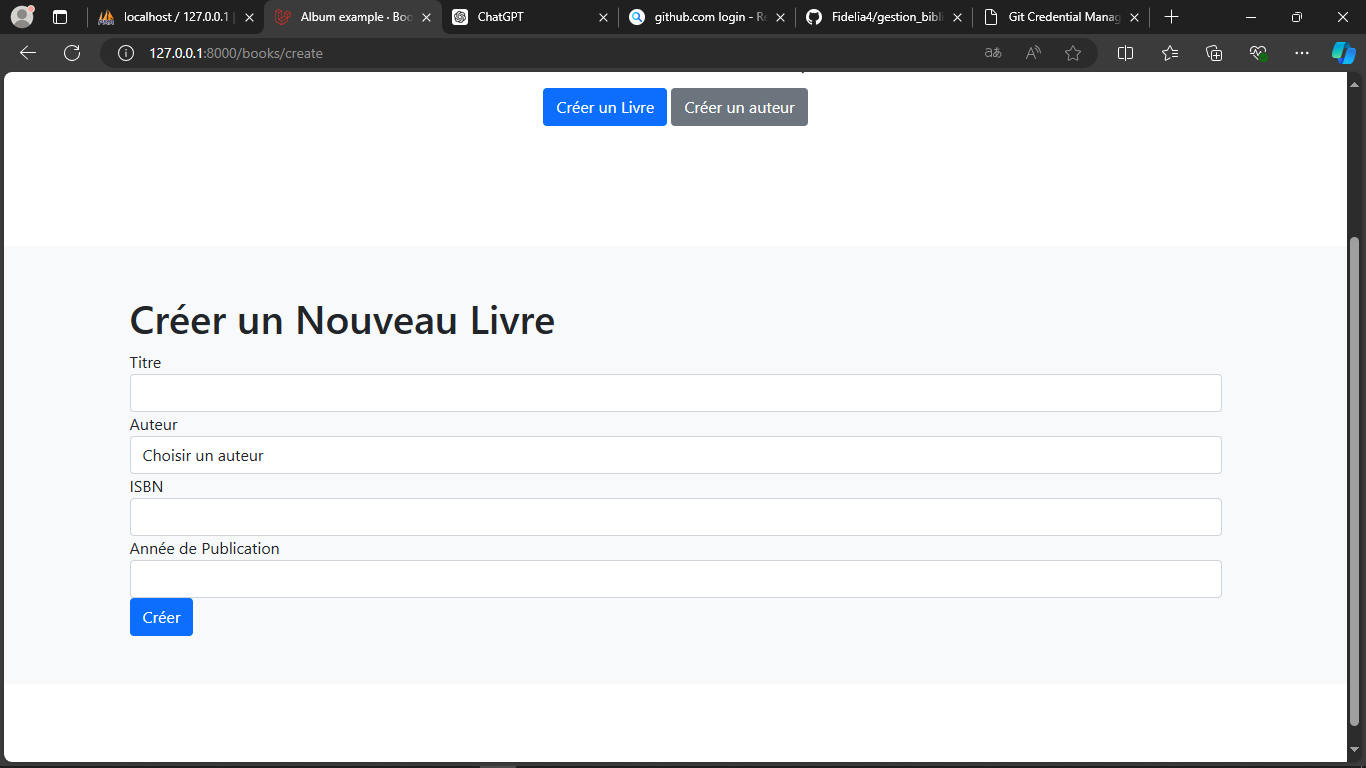 localhost / 127.0.0.1 |
Album example · Boo
ChatGPT
github.com login - Re
Fidelia4/gestion_bibli
Git Credential Manag
127.0.0.1:8000/books/create
Créer un Livre
Créer un auteur
Créer un Nouveau Livre
Titre
Auteur
Choisir un auteur
ISBN
Année de Publication
Créer